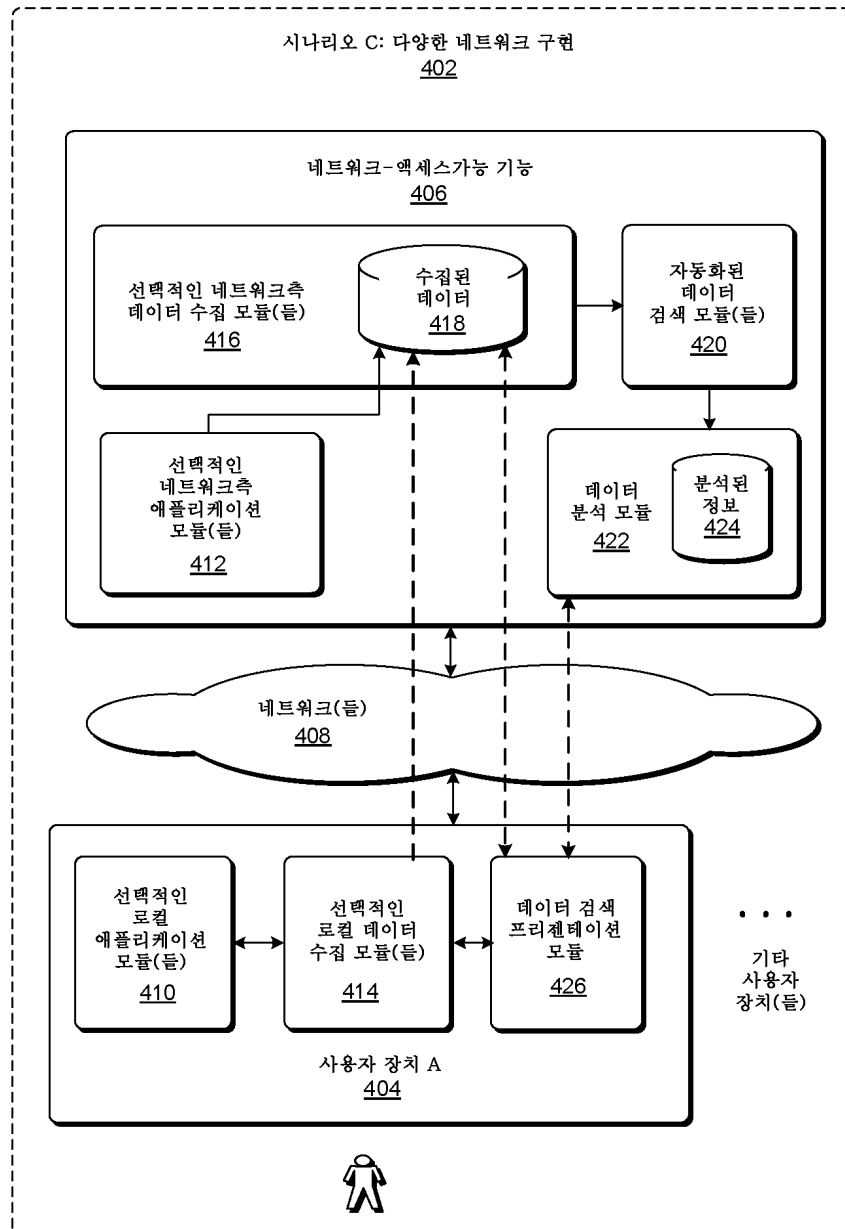 시나리오 C: 다양한 네트워크 구현
402
네트워크-액세스가능 기능
406
선택적인 네트워크측
데이터 수집 모듈(들)
416
수집된
데이터
418
자동화된
데이터
검색 모듈(들)
420
선택적인
네트워크측
애플리케이션
모듈(들)
412
데이터
분석 모듈
422
분석된
정보
424
네트워크(들)
408
선택적인
로컬
애플리케이션
모듈(들)
410
선택적인
로컬 데이터
수집 모듈(들)
414
데이터 검색
프리젠테이션
모듈
426
기타
사용자
장치(들)
사용자 장치 A
404